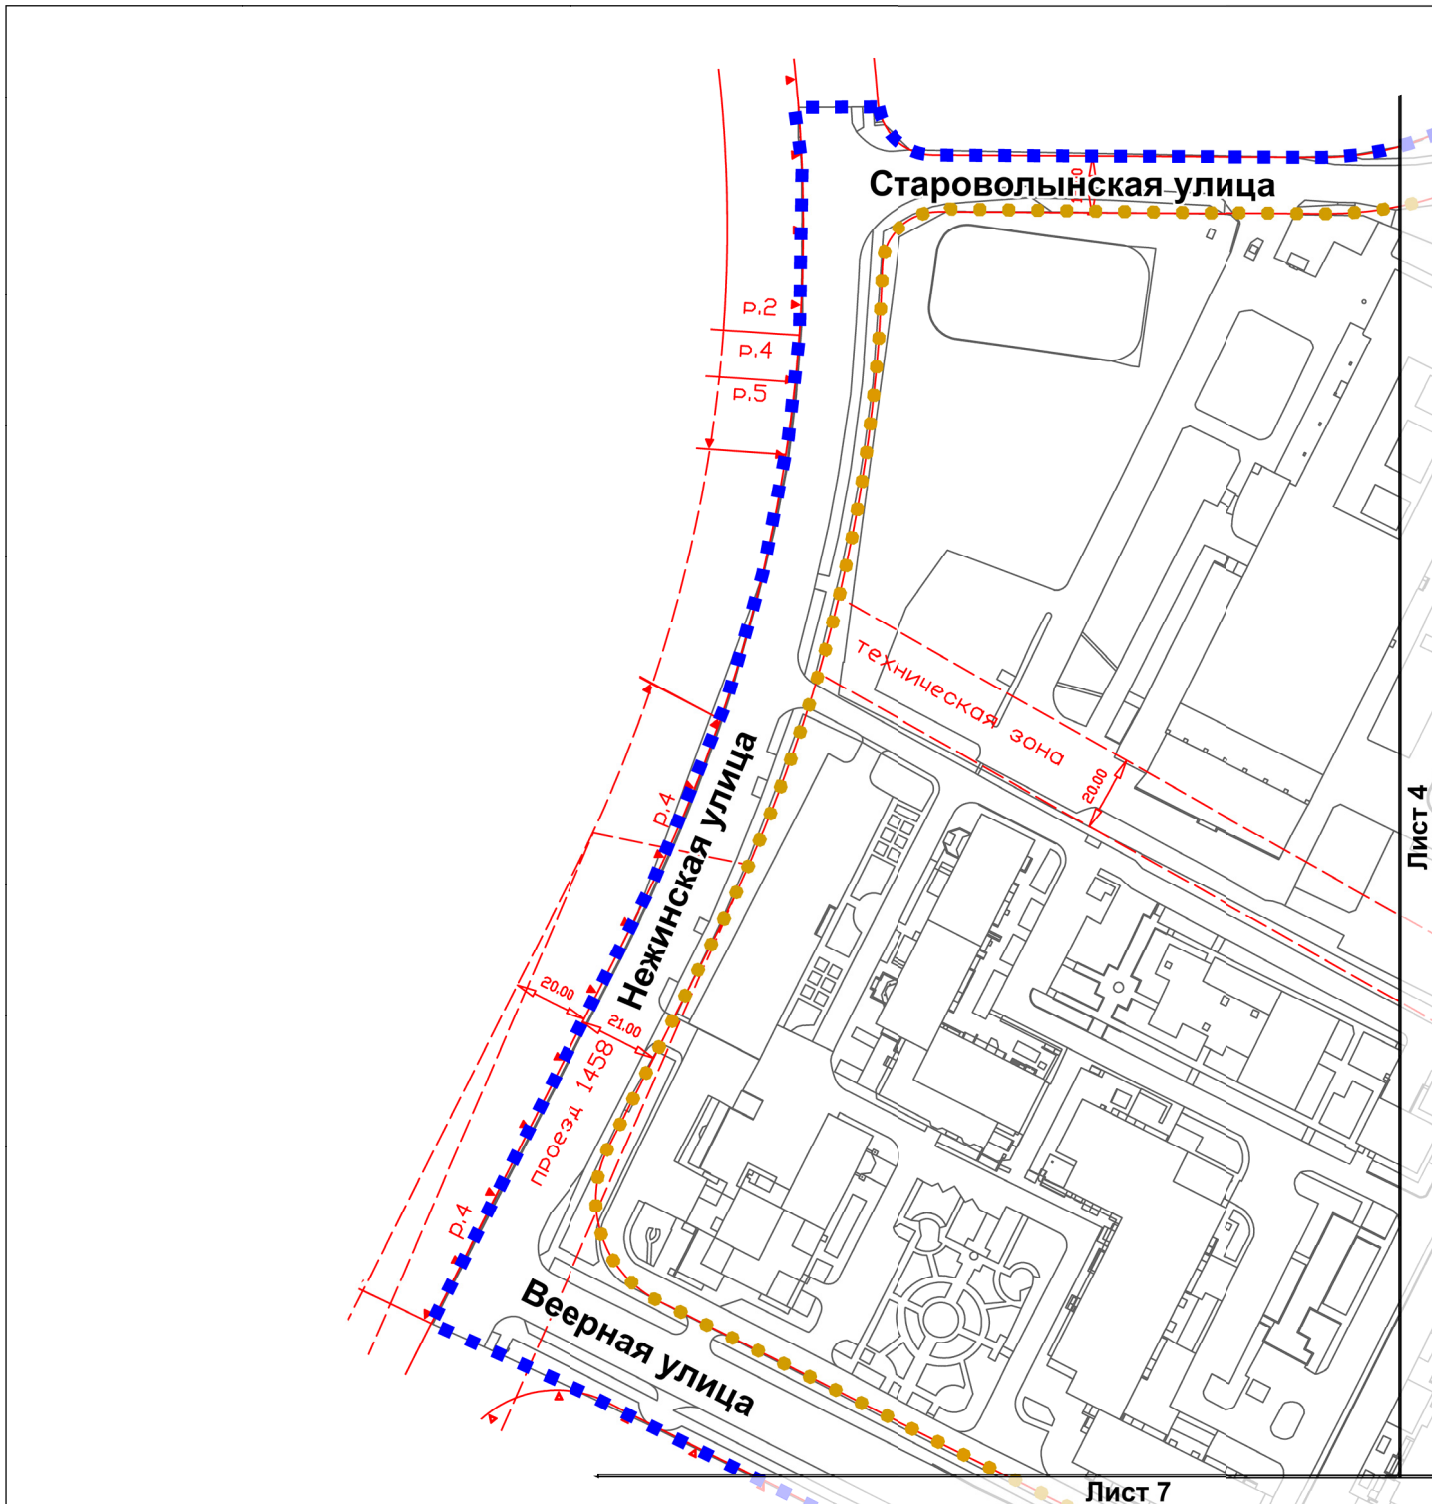 Староволынская улица
р.2
р.4
р.5
техническая зона
20.00
Лист 4
р.4
Нежинская улица
20.00
21.00
проезд 1458
р.4
Веерная улица
Лист 7